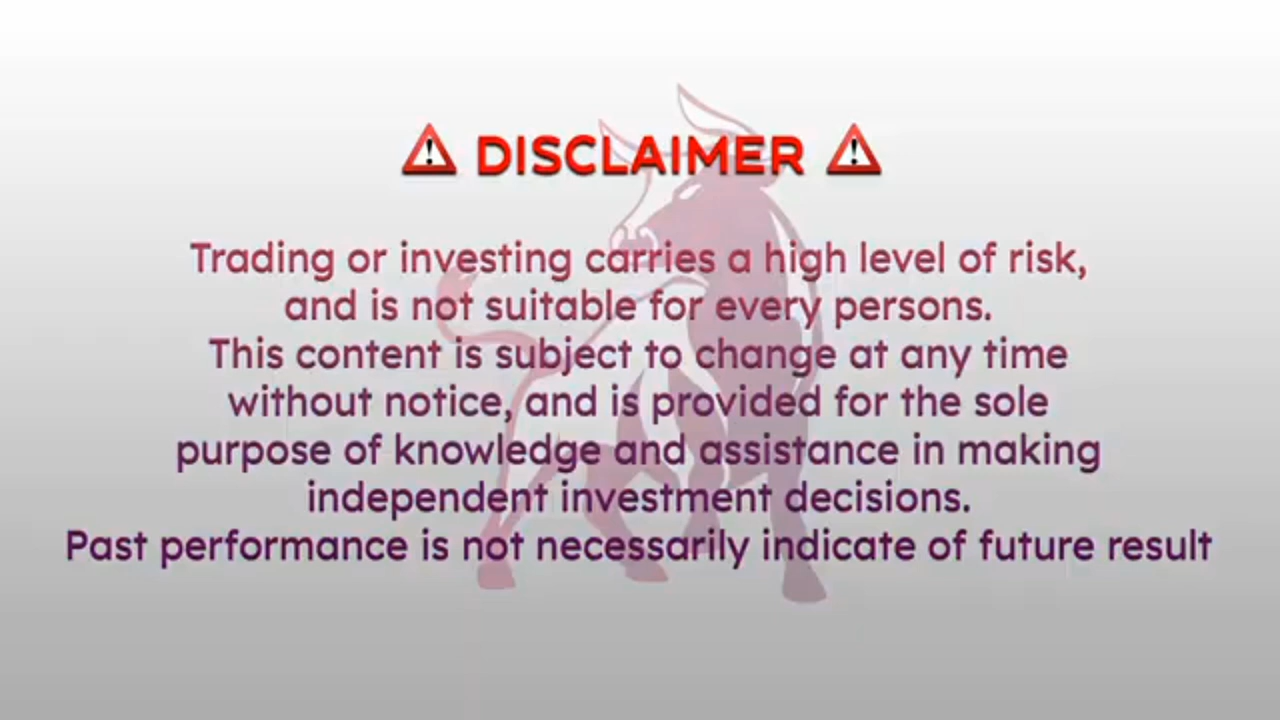 ⚠ DISCLAIMER ⚠
Trading or investing carries a high level of risk,
and is not suitable for every persons.
This content is subject to change at any time
without notice, and is provided for the sole
purpose of knowledge and assistance in making
independent investment decisions.
Past performance is not necessarily indicate of future result